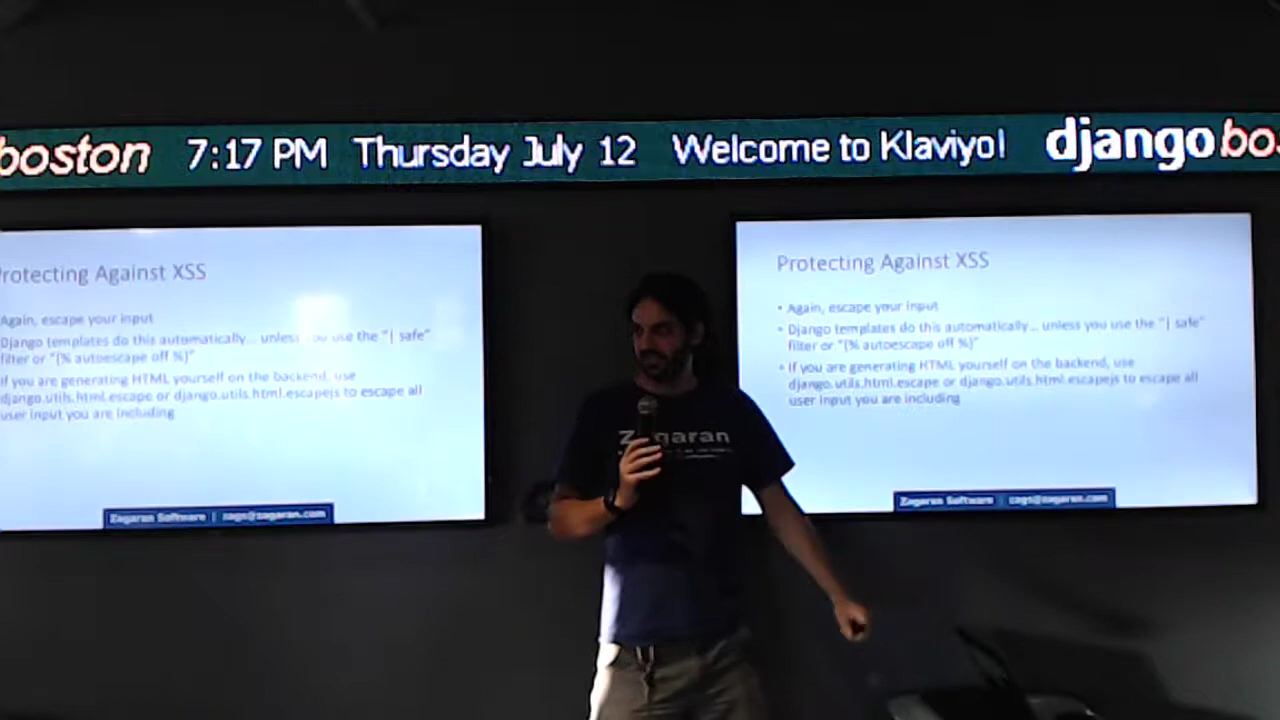 boston 7:17 PM Thursday July 12 Welcome to Klaviyo! django bos
Protecting Against XSS
Again, escape your input
Django templates do this automatically... unless you use the "| safe"
filter or "{% autoescape off %}"
If you are generating HTML yourself on the backend, use
django.utils.html.escape or django.utils.html.escapejs to escape all
user input you are including
Zagaran Software | zags@zagaran.com
Zagaran
Protecting Against XSS
• Again, escape your input
• Django templates do this automatically... unless you use the "| safe"
filter or "{% autoescape off %}"
• If you are generating HTML yourself on the backend, use
django.utils.html.escape or django.utils.html.escapejs to escape all
user input you are including
Zagaran Software | zags@zagaran.com